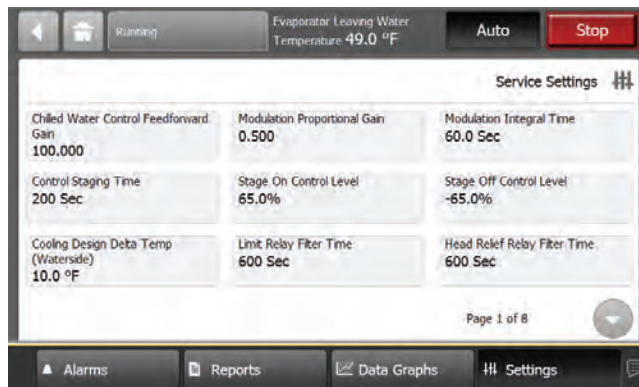 Running
Evaporator Leaving Water
Temperature 49.0 °F
Auto
Stop
Service Settings
Chilled Water Control Feedforward
Gain
100.000
Modulation Proportional Gain
0.500
Modulation Integral Time
60.0 Sec
Control Staging Time
200 Sec
Stage On Control Level
65.0%
Stage Off Control Level
-65.0%
Cooling Design Delta Temp
(Waterside)
10.0 °F
Limit Relay Filter Time
600 Sec
Head Relief Relay Filter Time
600 Sec
Page 1 of 8
Alarms
Reports
Data Graphs
Settings